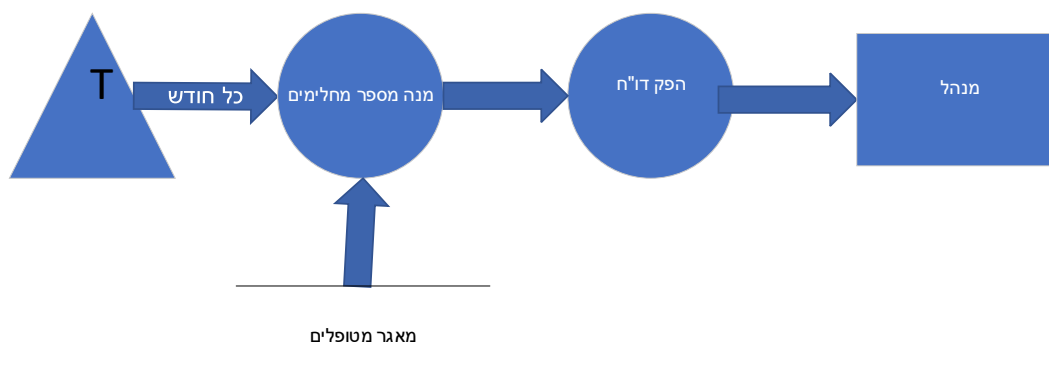 T
כל חודש
מנה מספר מחלימים
הפק דו"ח
מנהל
מאגר מטופלים